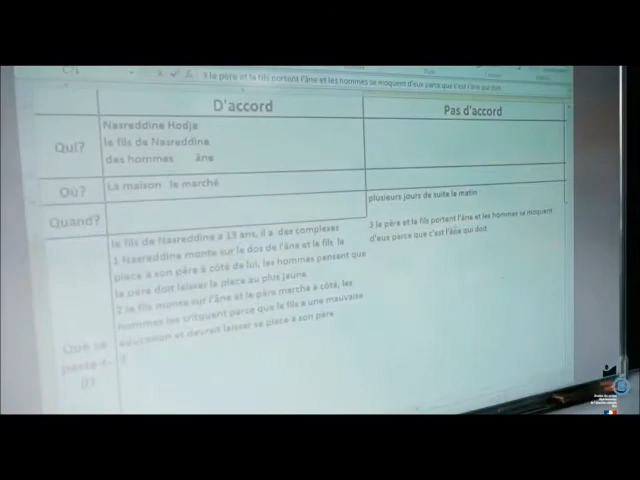 3 le père et la fils portent l'âne et les hommes se moquent d'eux parce que c'est l'âne qui doit
D'accord
Pas d'accord
Qui?
Nasreddine Hodja
le fils de Nasreddine
des hommes âne
Où?
La maison le marché
Quand?
plusieurs jours de suite le matin
Que se passe-t-il?
le fils de Nasreddine a 13 ans, il a des complexes
1 Nasreddine monte sur le dos de l'âne et le fils le
place à son père à côté de lui, les hommes pensent que
le père doit laisser la place au plus jeune
2 le fils monte sur l'âne et le père marche à côté, les
hommes les critiquent parce que le fils a une mauvaise
éducation et devrait laisser sa place à son père
3
3 le père et la fils portent l'âne et les hommes se moquent
d'eux parce que c'est l'âne qui doit